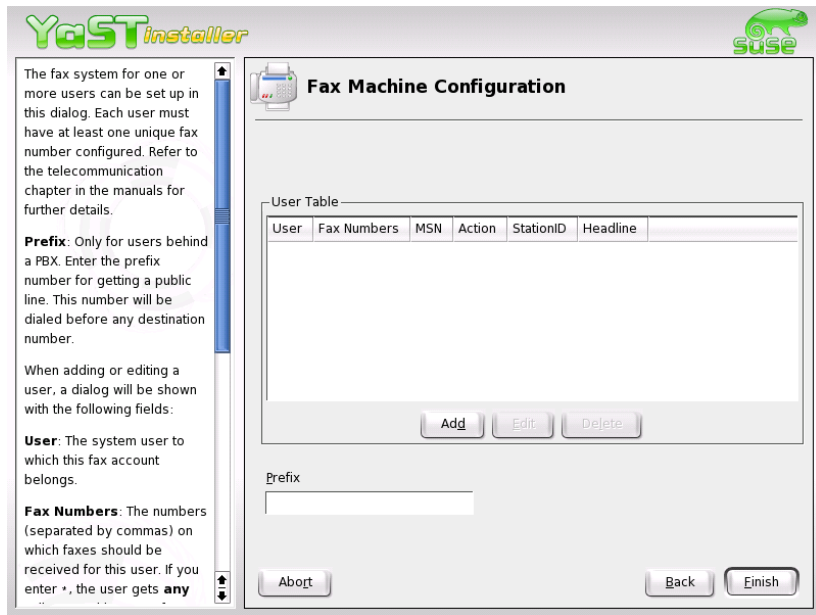 YaST installer
suse
The fax system for one or
more users can be set up in
this dialog. Each user must
have at least one unique fax
number configured. Refer to
the telecommunication
chapter in the manuals for
further details.
Prefix: Only for users behind
a PBX. Enter the prefix
number for getting a public
line. This number will be
dialed before any destination
number.
When adding or editing a
user, a dialog will be shown
with the following fields:
User: The system user to
which this fax account
belongs.
Fax Numbers: The numbers
(separated by commas) on
which faxes should be
received for this user. If you
enter *, the user gets any
Fax Machine Configuration
User Table
User Fax Numbers MSN Action StationID Headline
Add Edit Delete
Prefix
Abort Back Finish